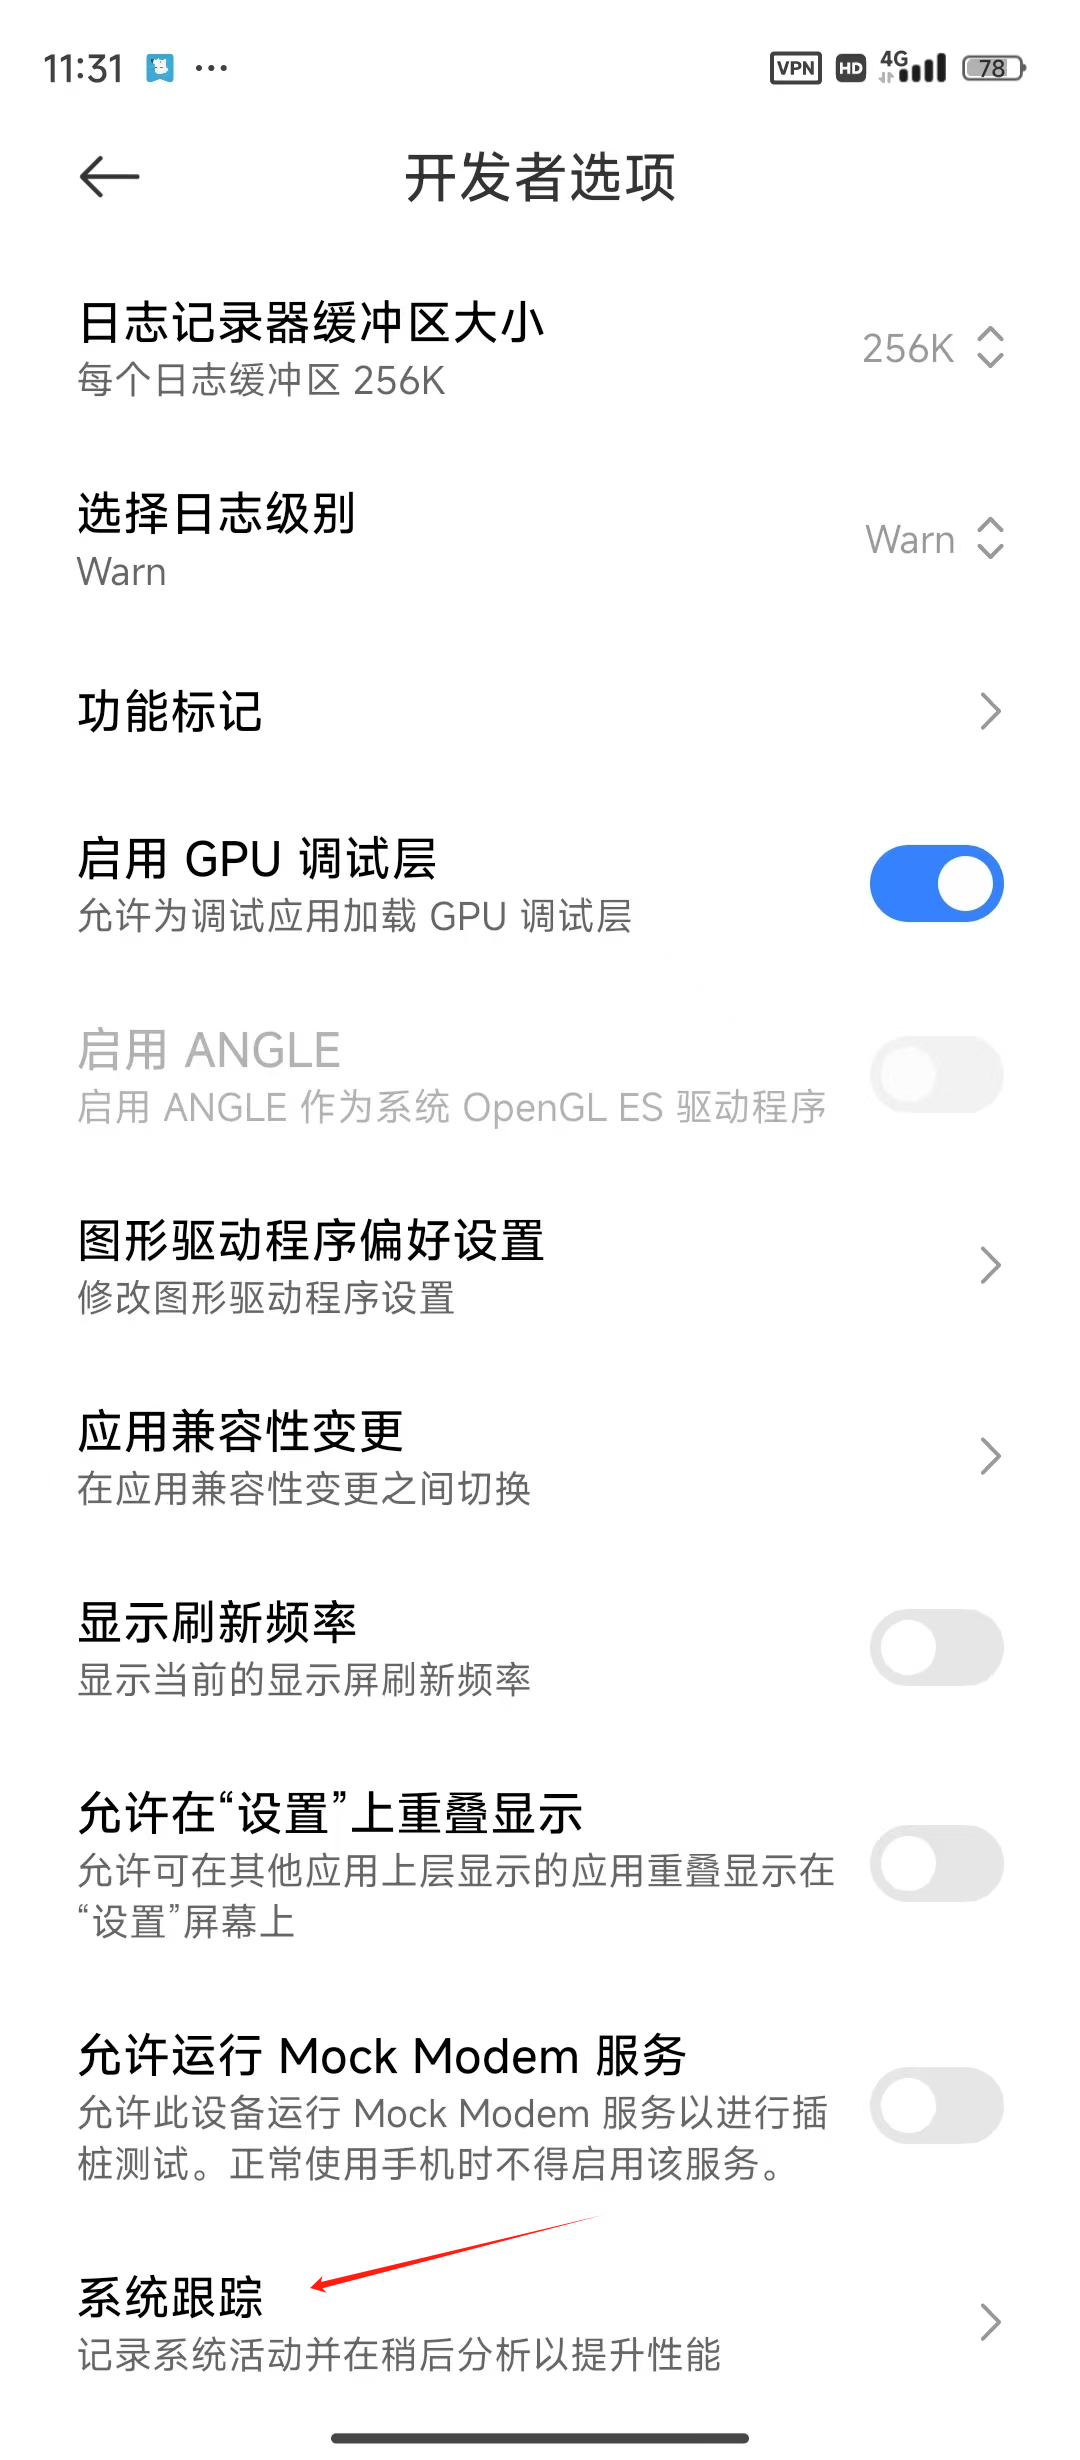 11:31
VPN HD 4G 78
开发者选项
日志记录器缓冲区大小
每个日志缓冲区 256K
256K
选择日志级别
Warn
Warn
功能标记
启用 GPU 调试层
允许为调试应用加载 GPU 调试层
启用 ANGLE
启用 ANGLE 作为系统 OpenGL ES 驱动程序
图形驱动程序偏好设置
修改图形驱动程序设置
应用兼容性变更
在应用兼容性变更之间切换
显示刷新频率
显示当前的显示屏刷新频率
允许在“设置”上重叠显示
允许可在其他应用上层显示的应用重叠显示在
“设置”屏幕上
允许运行 Mock Modem 服务
允许此设备运行 Mock Modem 服务以进行插
桩测试。正常使用手机时不得启用该服务。
系统跟踪
记录系统活动并在稍后分析以提升性能